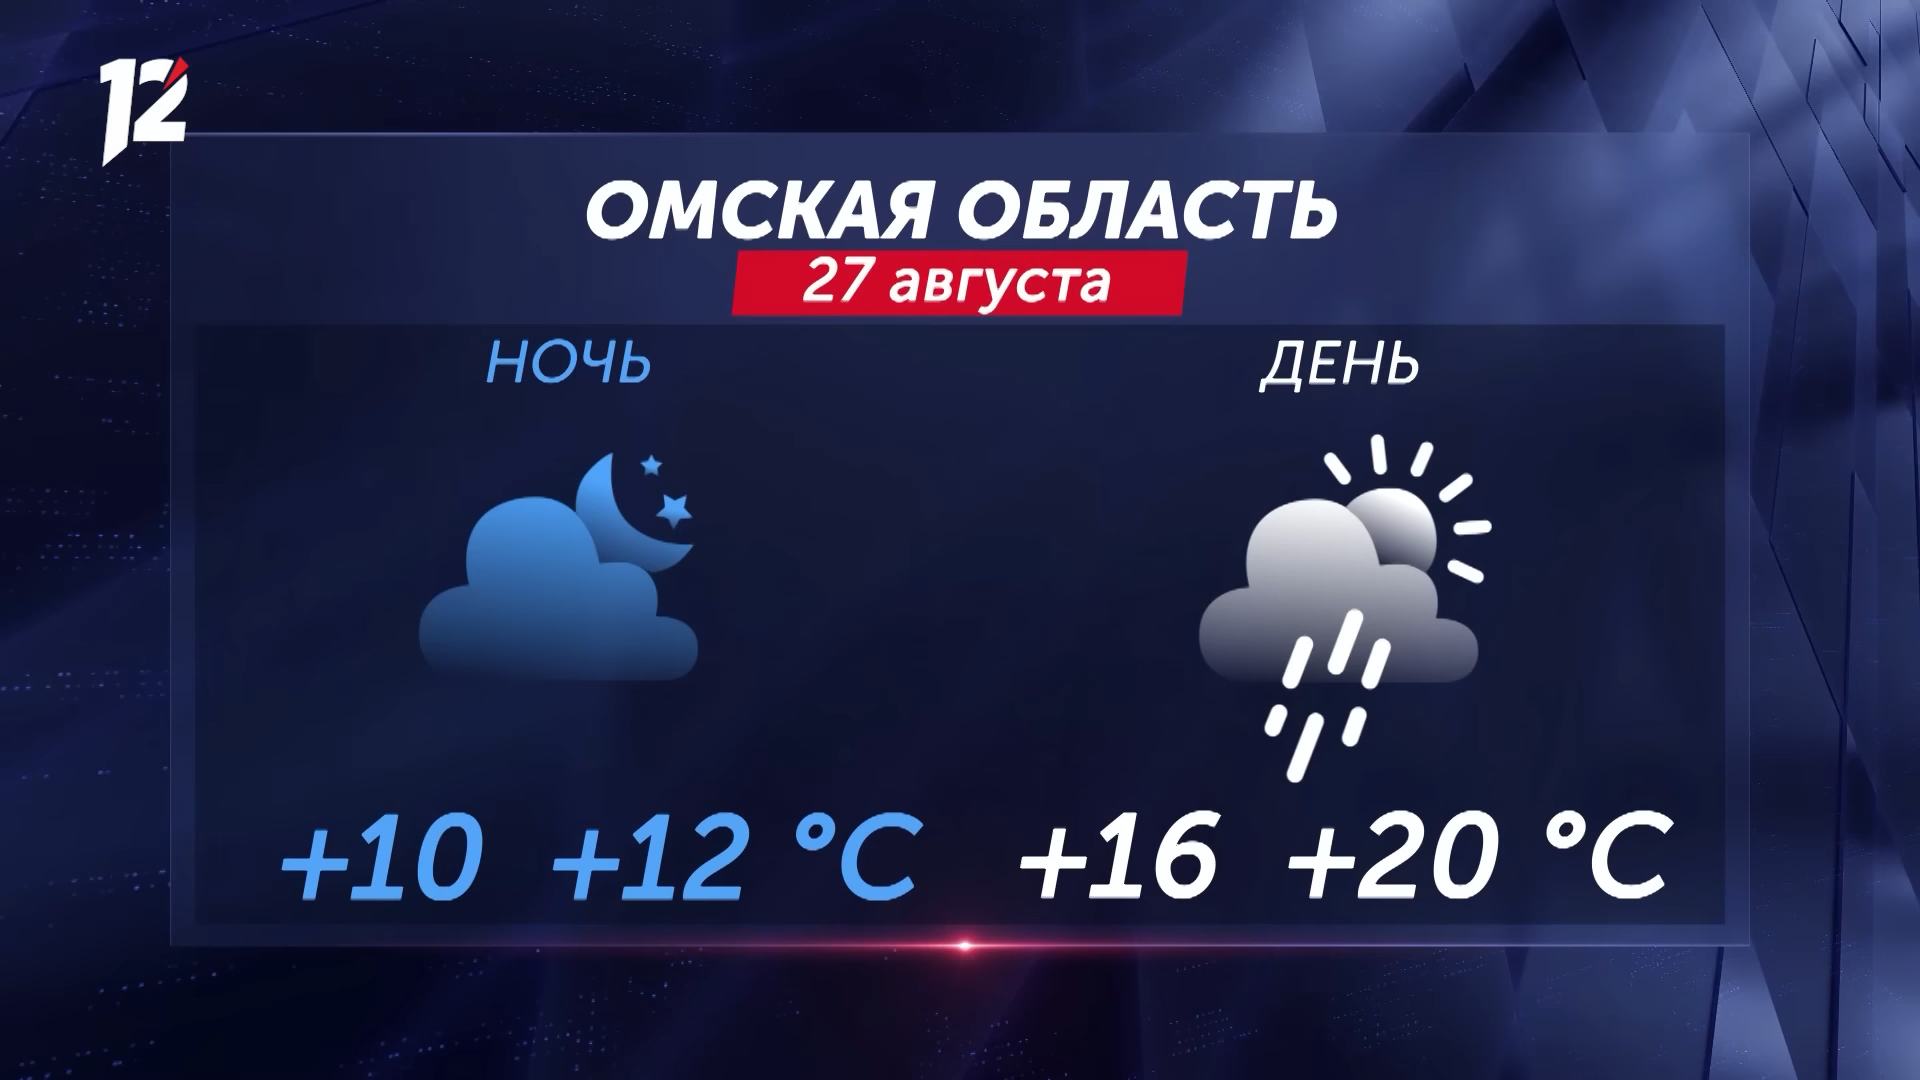 12
ОМСКАЯ ОБЛАСТЬ
27 августа
НОЧЬ
ДЕНЬ
+10 +12 °C
+16 +20 °C